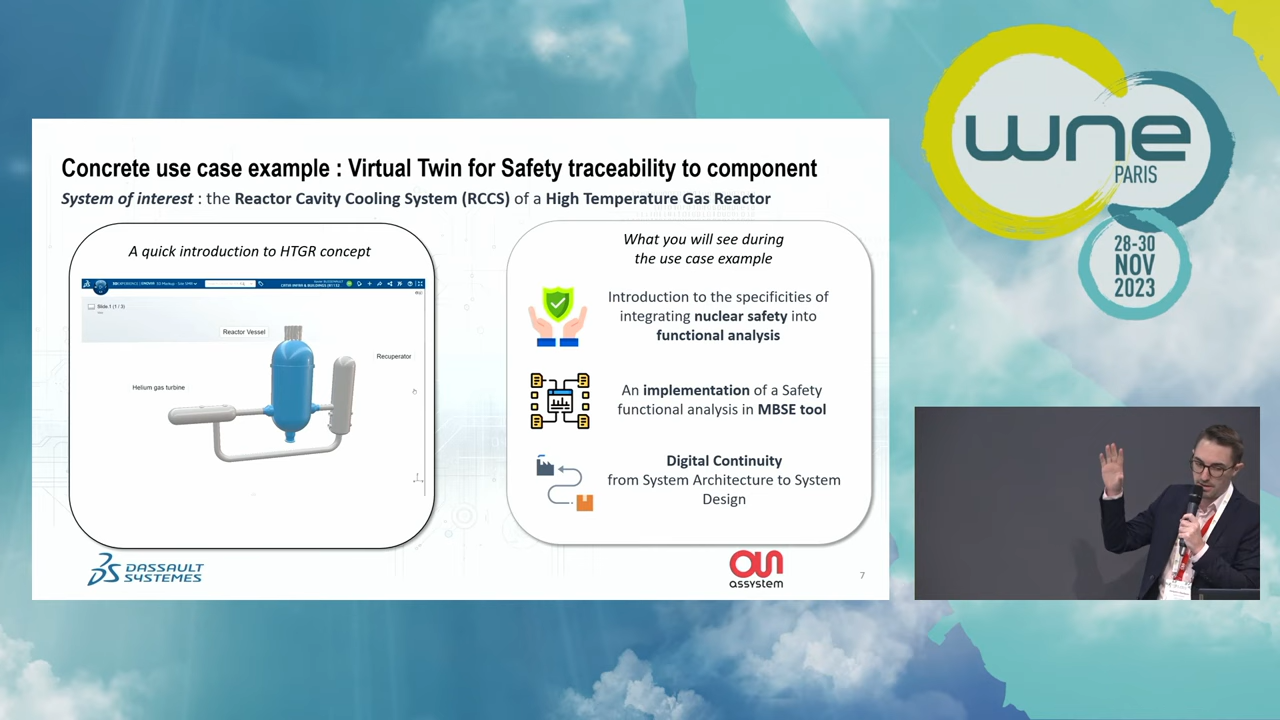 Concrete use case example : Virtual Twin for Safety traceability to component
System of interest : the Reactor Cavity Cooling System (RCCS) of a High Temperature Gas Reactor
A quick introduction to HTGR concept
Slide.1 (1 / 3)
Reactor Vessel
Recuperator
Helium gas turbine
What you will see during
the use case example
Introduction to the specificities of
integrating nuclear safety into
functional analysis
An implementation of a Safety
functional analysis in MBSE tool
Digital Continuity
from System Architecture to System
Design
DASSAULT
SYSTEMES
assystem
7
wne
PARIS
28-30
NOV
2023